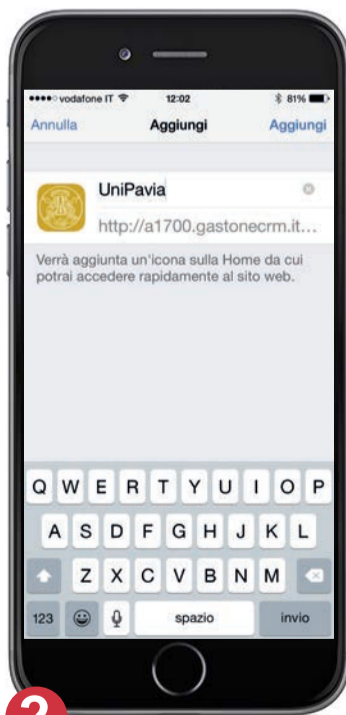 vodafone IT 12:02 81%
Annulla Aggiungi Aggiungi
UniPavia
http://a1700.gastonecrm.it...
Verrà aggiunta un'icona sulla Home da cui
potrai accedere rapidamente al sito web.
Q W E R T Y U I O P
A S D F G H J K L
Z X C V B N M
123 spazio invio
2